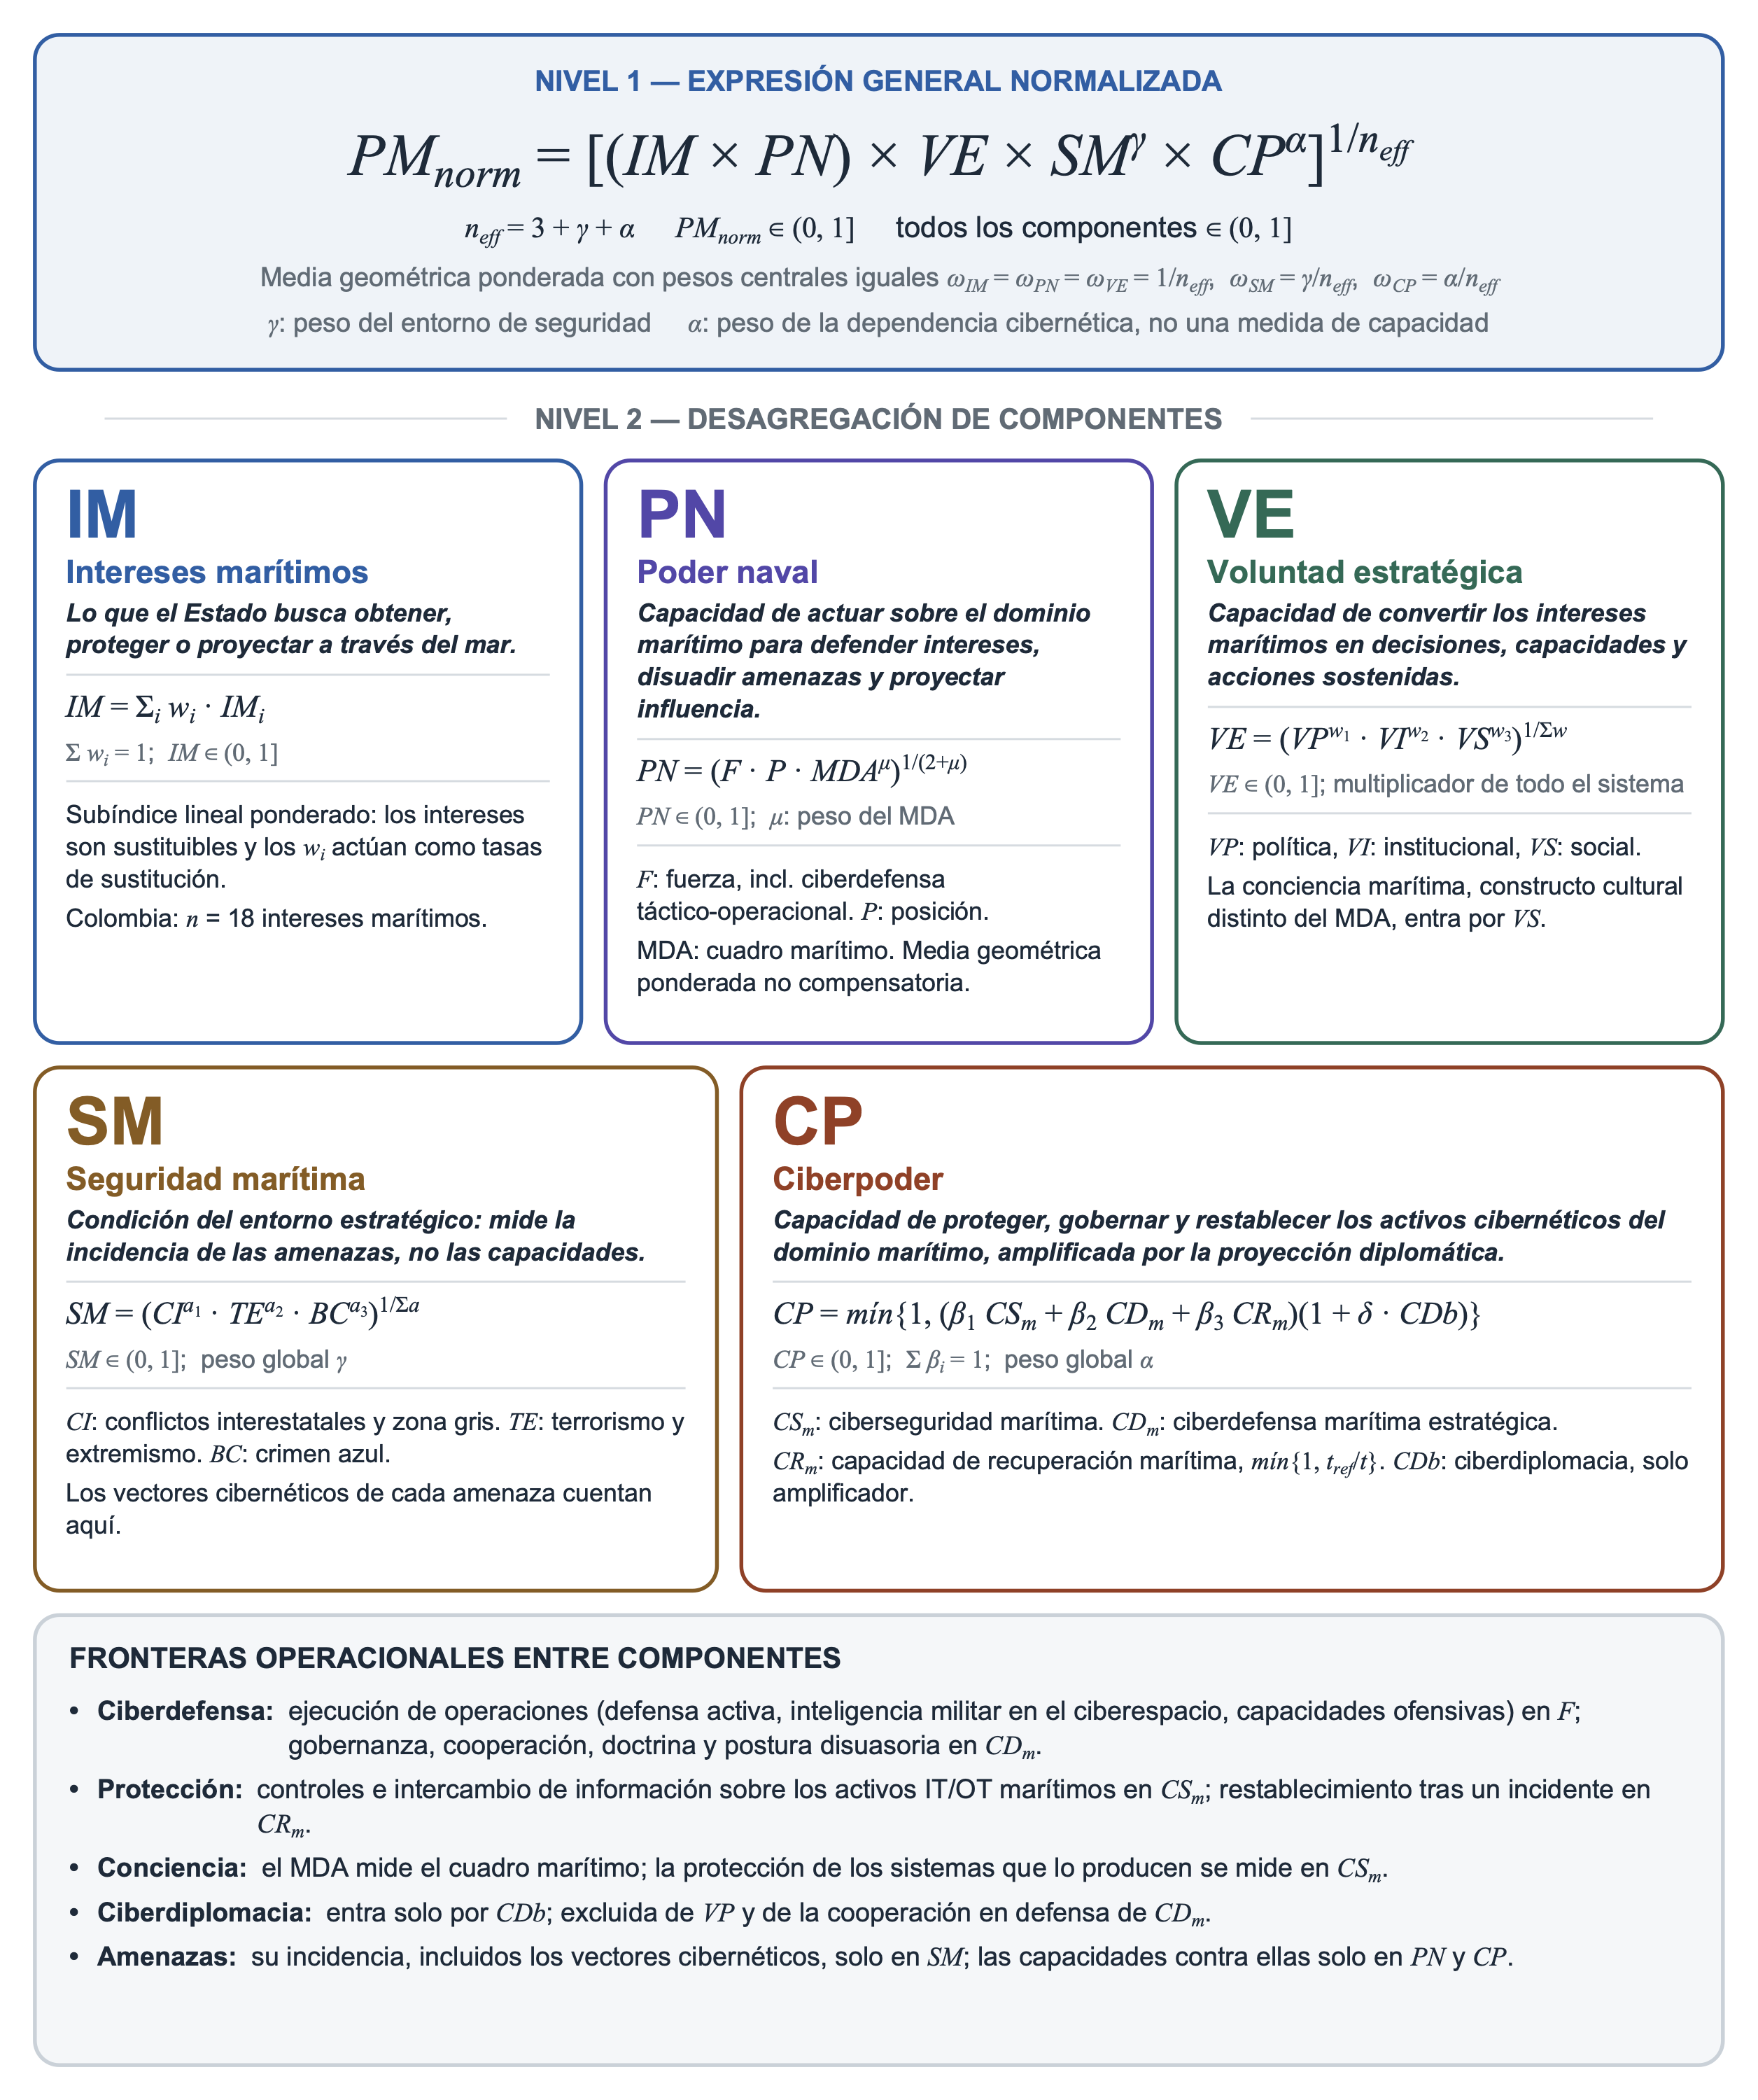 NIVEL 1 — EXPRESIÓN GENERAL NORMALIZADA
PM_norm = [(IM × PN) × VE × SM^γ × CP^α]^1/n_eff
n_eff = 3 + γ + α PM_norm ∈ (0, 1] todos los componentes ∈ (0, 1]
Media geométrica ponderada con pesos centrales iguales ω_IM = ω_PN = ω_VE = 1/n_eff, ω_SM = γ/n_eff, ω_CP = α/n_eff
γ: peso del entorno de seguridad α: peso de la dependencia cibernética, no una medida de capacidad
NIVEL 2 — DESAGREGACIÓN DE COMPONENTES
IM
Intereses marítimos
Lo que el Estado busca obtener,
proteger o proyectar a través del mar.
IM = Σ_i w_i · IM_i
Σ w_i = 1; IM ∈ (0, 1]
Subíndice lineal ponderado: los intereses
son sustituibles y los w_i actúan como tasas
de sustitución.
Colombia: n = 18 intereses marítimos.
PN
Poder naval
Capacidad de actuar sobre el dominio
marítimo para defender intereses,
disuadir amenazas y proyectar
influencia.
PN = (F · P · MDA^μ)^1/(2+μ)
PN ∈ (0, 1]; μ: peso del MDA
F: fuerza, incl. ciberdefensa
táctico-operacional. P: posición.
MDA: cuadro marítimo. Media geométrica
ponderada no compensatoria.
VE
Voluntad estratégica
Capacidad de convertir los intereses
marítimos en decisiones, capacidades y
acciones sostenidas.
VE = (VP^w₁ · VI^w₂ · VS^w₃)^1/Σw
VE ∈ (0, 1]; multiplicador de todo el sistema
VP: política, VI: institucional, VS: social.
La conciencia marítima, constructo cultural
distinto del MDA, entra por VS.
SM
Seguridad marítima
Condición del entorno estratégico: mide la
incidencia de las amenazas, no las capacidades.
SM = (CI^a₁ · TE^a₂ · BC^a₃)^1/Σa
SM ∈ (0, 1]; peso global γ
CI: conflictos interestatales y zona gris. TE: terrorismo y
extremismo. BC: crimen azul.
Los vectores cibernéticos de cada amenaza cuentan
aquí.
CP
Ciberpoder
Capacidad de proteger, gobernar y restablecer los activos cibernéticos del
dominio marítimo, amplificada por la proyección diplomática.
CP = mín{1, (β₁ CS_m + β₂ CD_m + β₃ CR_m)(1 + δ · CDb)}
CP ∈ (0, 1]; Σ β_i = 1; peso global α
CS_m: ciberseguridad marítima. CD_m: ciberdefensa marítima estratégica.
CR_m: capacidad de recuperación marítima, mín{1, t_ref/t}. CDb: ciberdiplomacia, solo
amplificador.
FRONTERAS OPERACIONALES ENTRE COMPONENTES
• Ciberdefensa: ejecución de operaciones (defensa activa, inteligencia militar en el ciberespacio, capacidades ofensivas) en F;
gobernanza, cooperación, doctrina y postura disuasoria en CD_m.
• Protección: controles e intercambio de información sobre los activos IT/OT marítimos en CS_m; restablecimiento tras un incidente en
CR_m.
• Conciencia: el MDA mide el cuadro marítimo; la protección de los sistemas que lo producen se mide en CS_m.
• Ciberdiplomacia: entra solo por CDb; excluida de VP y de la cooperación en defensa de CD_m.
• Amenazas: su incidencia, incluidos los vectores cibernéticos, solo en SM; las capacidades contra ellas solo en PN y CP.